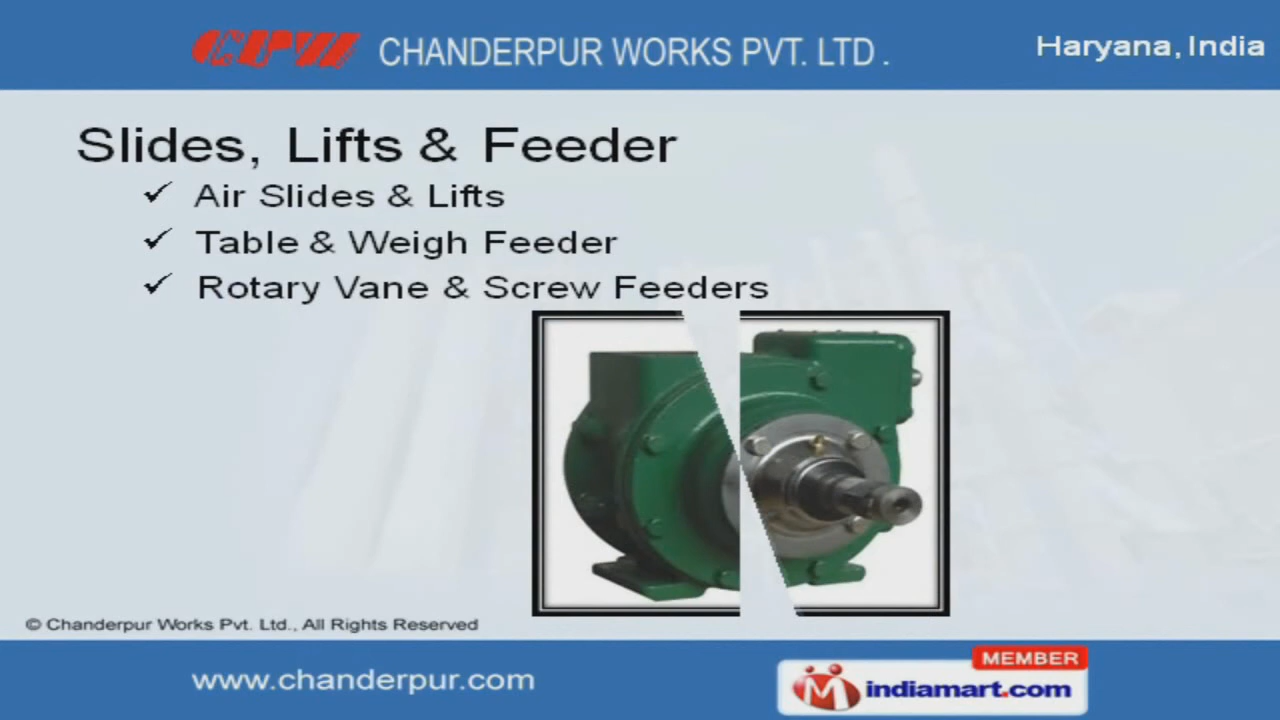 CPW CHANDERPUR WORKS PVT. LTD .
Haryana, India
Slides, Lifts & Feeder
✓ Air Slides & Lifts
✓ Table & Weigh Feeder
✓ Rotary Vane & Screw Feeders
© Chanderpur Works Pvt. Ltd., All Rights Reserved
www.chanderpur.com
MEMBER
indiamart.com